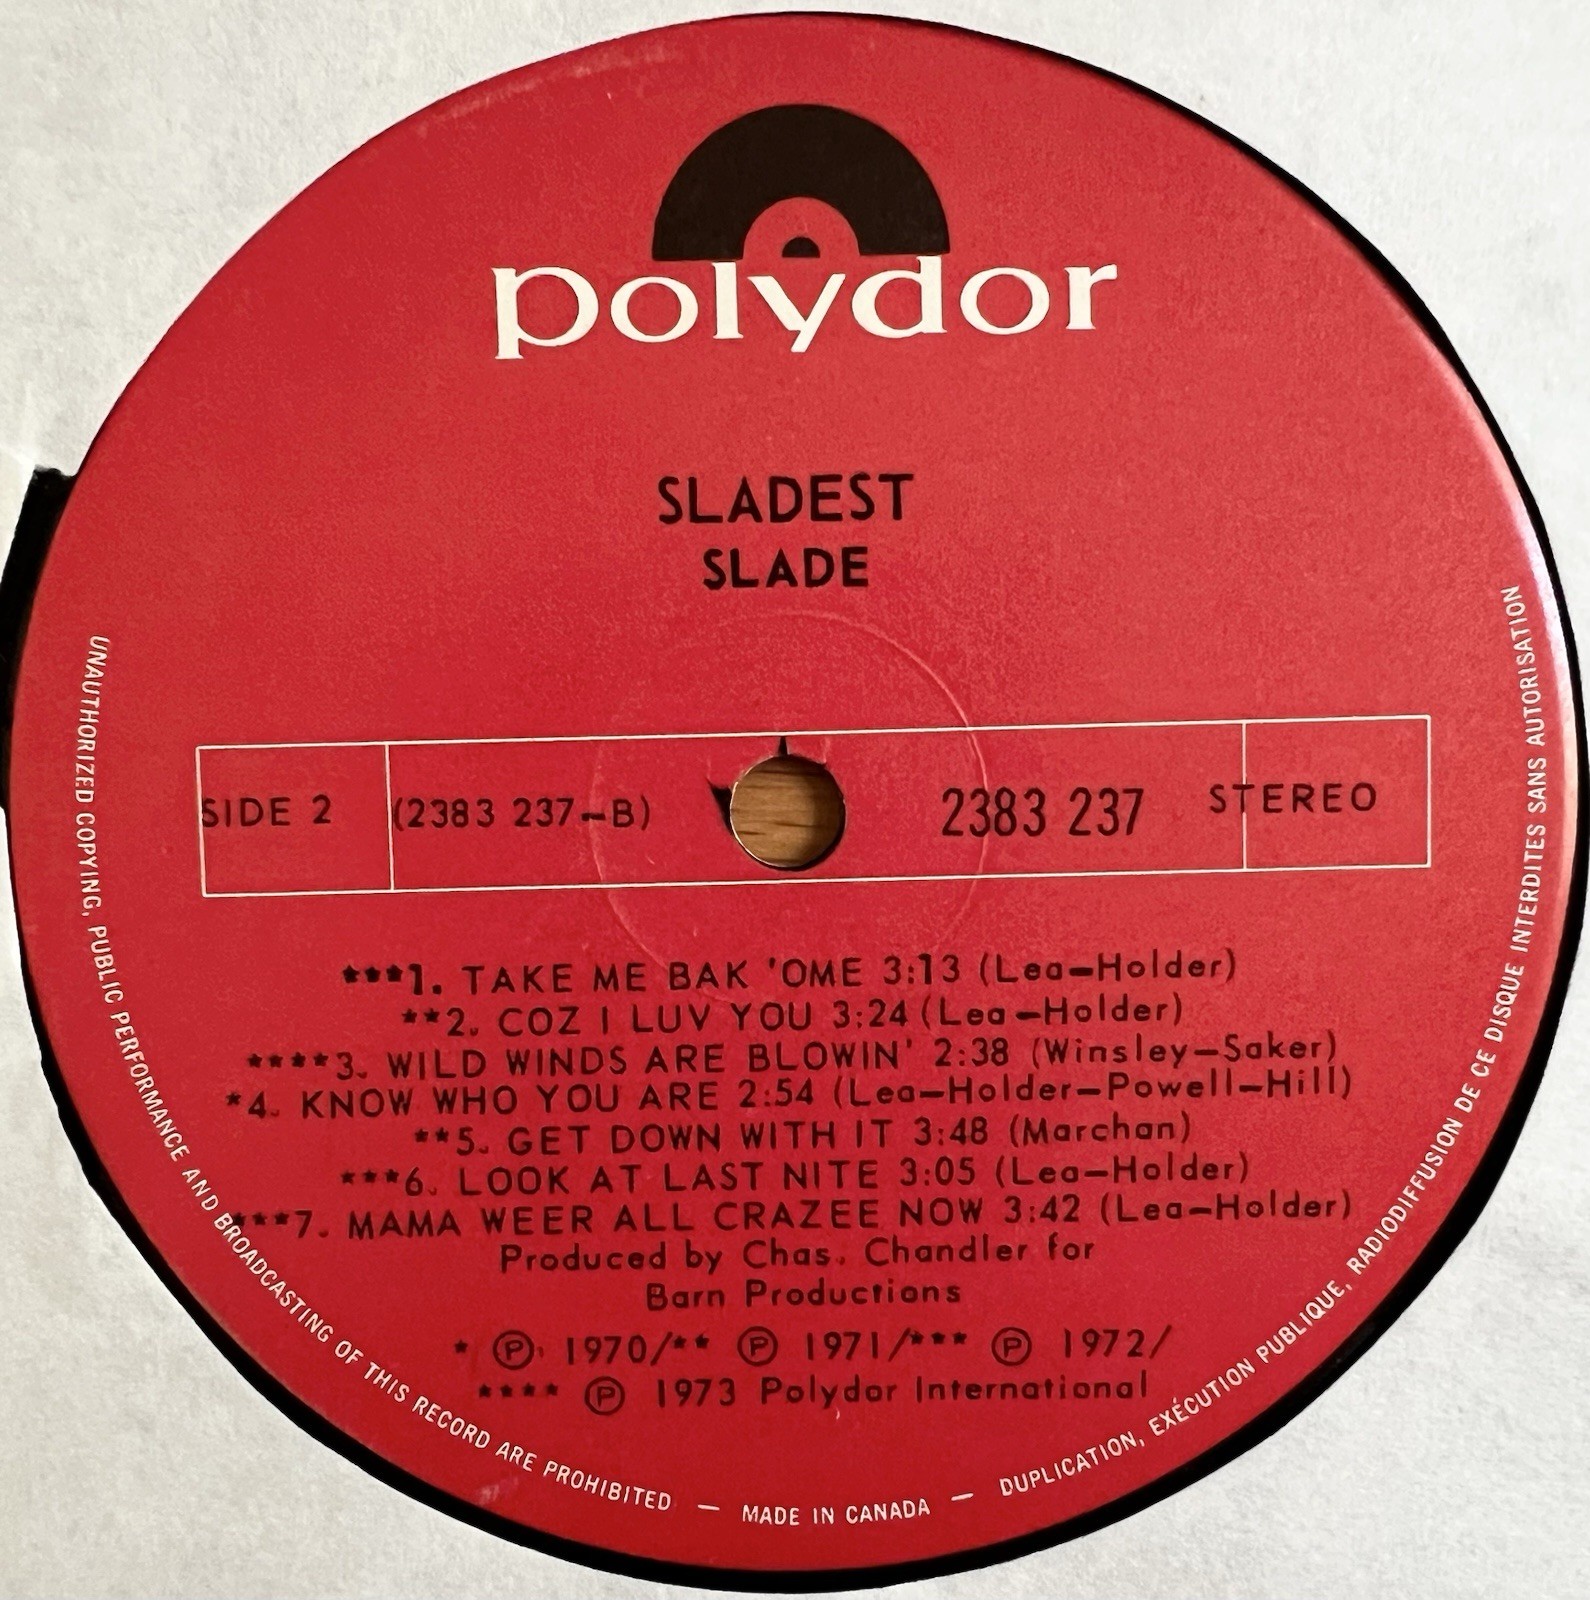 polydor
SLADEST
SLADE
SIDE 2 (2383 237-B) 2383 237 STEREO
***1. TAKE ME BAK 'OME 3:13 (Lea-Holder)
**2. COZ I LUV YOU 3:24 (Lea-Holder)
****3. WILD WINDS ARE BLOWIN' 2:38 (Winsley-Saker)
*4. KNOW WHO YOU ARE 2:54 (Lea-Holder-Powell-Hill)
**5. GET DOWN WITH IT 3:48 (Marchan)
***6. LOOK AT LAST NITE 3:05 (Lea-Holder)
***7. MAMA WEER ALL CRAZEE NOW 3:42 (Lea-Holder)
Produced by Chas. Chandler for
Barn Productions
* Ⓟ 1970/** Ⓟ 1971/*** Ⓟ 1972/
**** Ⓟ 1973 Polydor International
UNAUTHORIZED COPYING, PUBLIC PERFORMANCE AND BROADCASTING OF THIS RECORD ARE PROHIBITED — MADE IN CANADA — DUPLICATION, EXÉCUTION PUBLIQUE, RADIODIFFUSION DE CE DISQUE INTERDITES SANS AUTORISATION